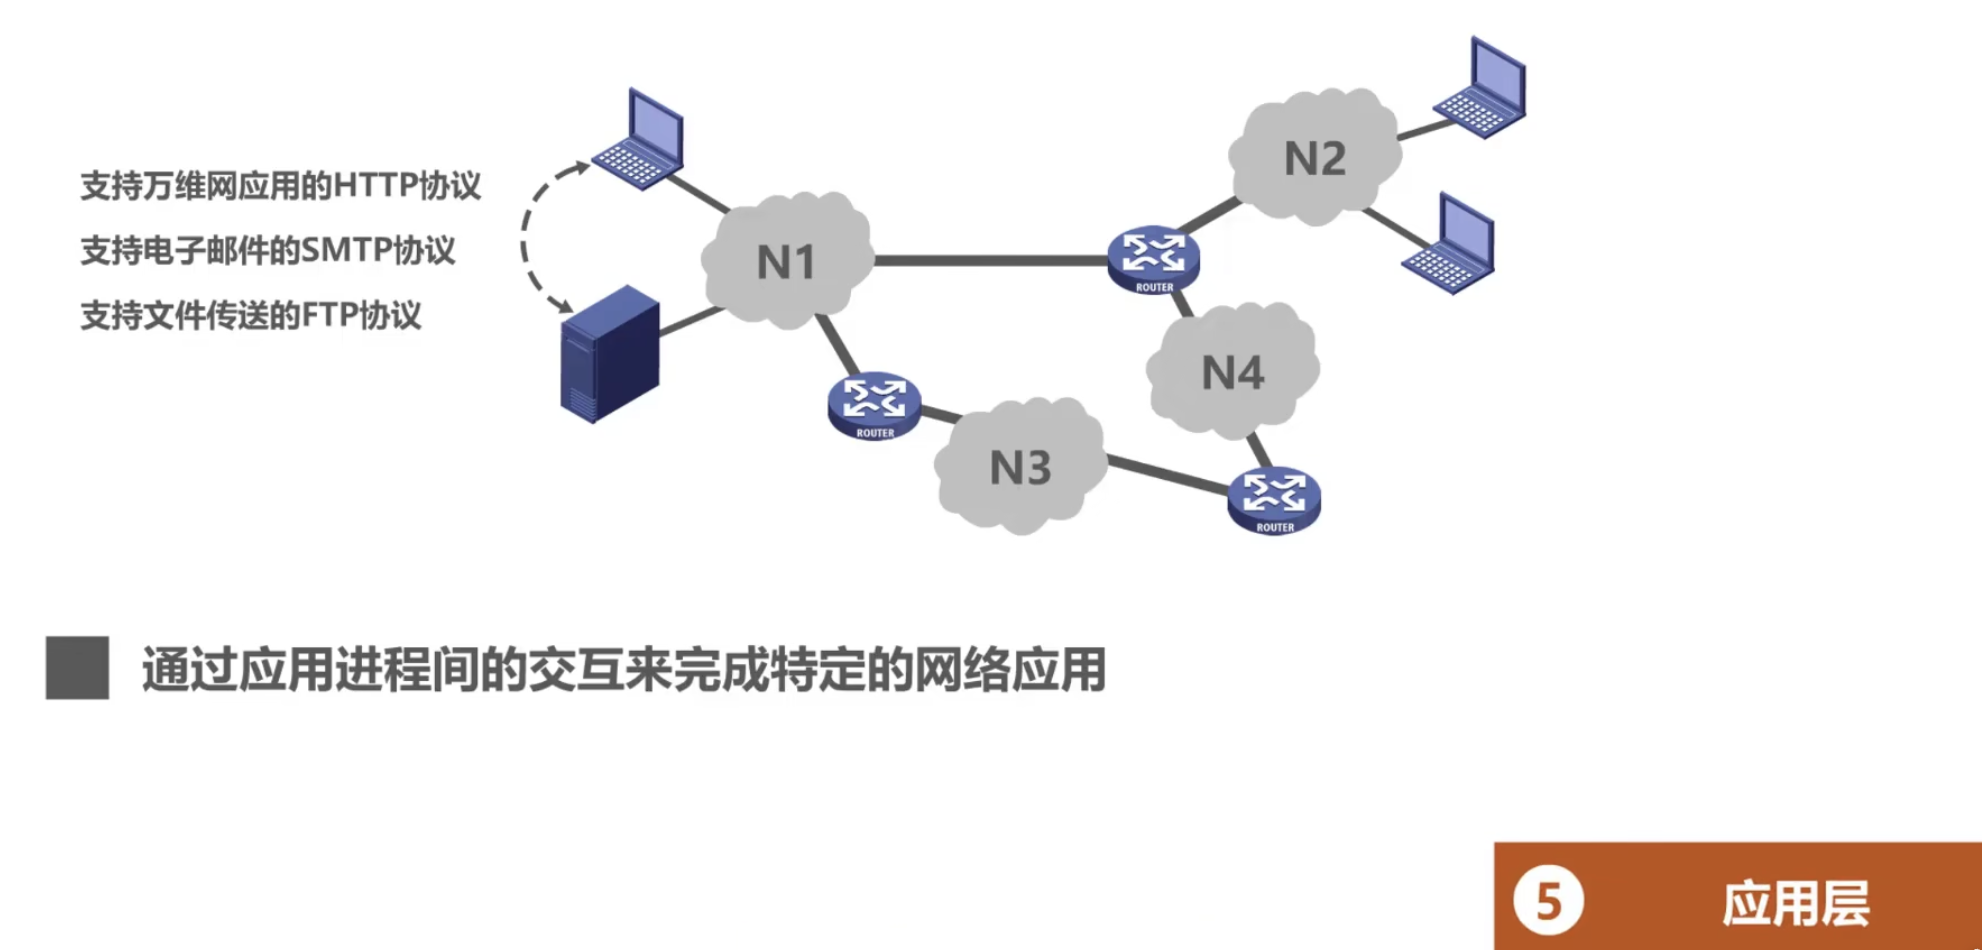 支持万维网应用的HTTP协议
支持电子邮件的SMTP协议
支持文件传送的FTP协议
N1
N2
ROUTER
N4
ROUTER
N3
ROUTER
通过应用进程间的交互来完成特定的网络应用
5 应用层